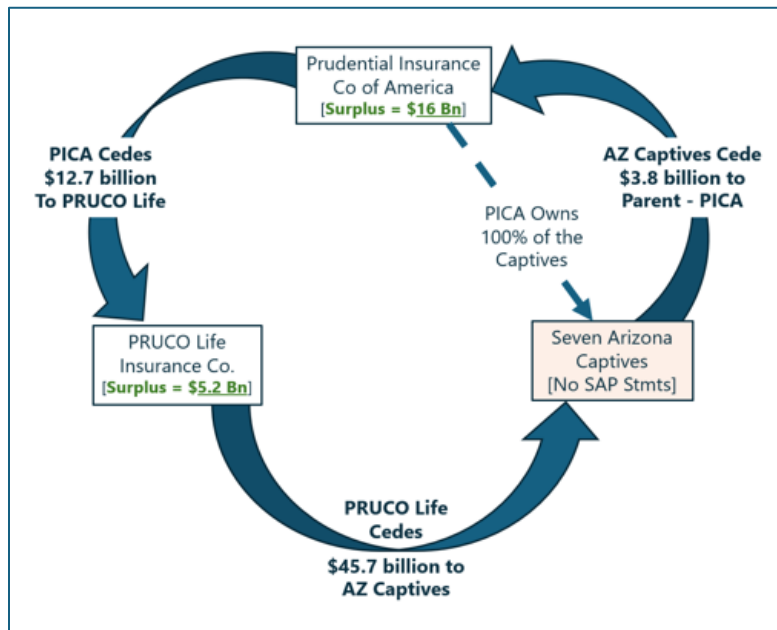 Prudential Insurance
Co of America
[Surplus = $16 Bn]
PICA Cedes
$12.7 billion
To PRUCO Life
AZ Captives Cede
$3.8 billion to
Parent - PICA
PICA Owns
100% of the
Captives
PRUCO Life
Insurance Co.
[Surplus = $5.2 Bn]
Seven Arizona
Captives
[No SAP Stmts]
PRUCO Life
Cedes
$45.7 billion to
AZ Captives